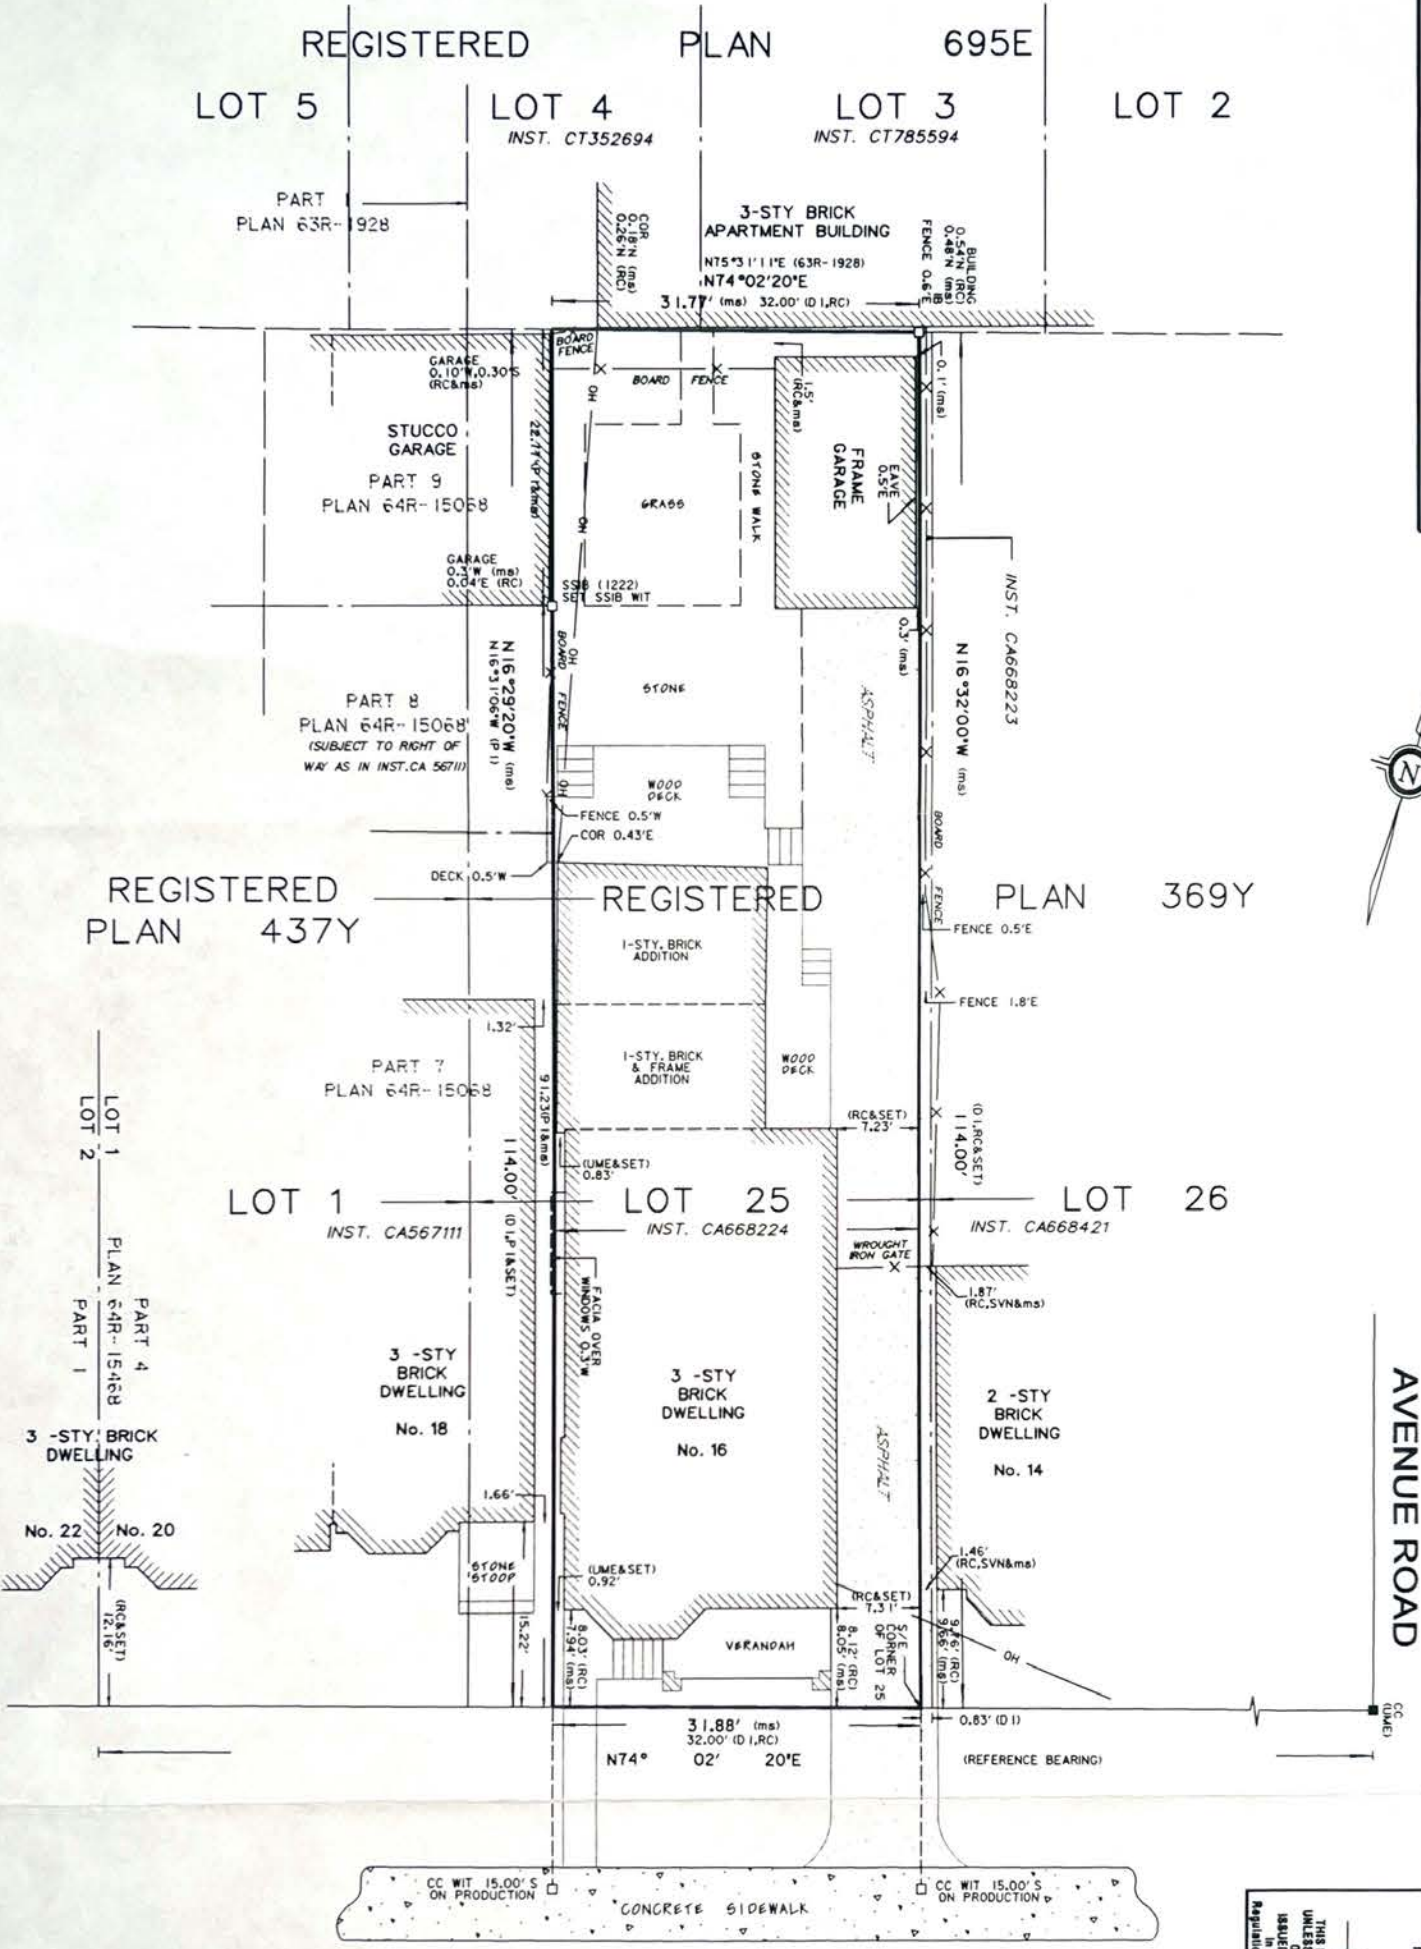 REGISTERED PLAN 695E
LOT 5 LOT 4 LOT 3 LOT 2
INST. CT352694 INST. CT785594
PART 1
PLAN 63R-1928
COR
0.18'N (ms)
0.26'N (RC)
3-STY BRICK
APARTMENT BUILDING
BUILDING
0.54'N (RC)
0.48'N (ms)
IB
FENCE 0.6'E
N75°31'11"E (63R-1928)
N74°02'20"E
31.77' (ms) 32.00' (D1,RC)
BOARD
FENCE
GARAGE
0.10'W,0.30'S
(RC&ms)
BOARD FENCE
OH
1.5'
(RC&ms)
0.1' (ms)
STUCCO
GARAGE
22.77'(P1&ms)
PART 9
PLAN 64R-15068
GRASS
STONE WALK
FRAME
GARAGE
EAVE
0.5'E
OH
GARAGE
0.3'W (ms)
0.04'E (RC)
SSIB (1222)
SET SSIB WIT
INST. CA668223
N16°29'20"W (ms)
N16°31'06"W (P1)
BOARD FENCE
OH
0.3' (ms)
N16°32'00"W (ms)
STONE
ASPHALT
PART 8
PLAN 64R-15068
(SUBJECT TO RIGHT OF
WAY AS IN INST.CA 567111)
N
WOOD
DECK
OH
FENCE 0.5'W
COR 0.43'E
BOARD FENCE
DECK 0.5'W
REGISTERED
PLAN 437Y
REGISTERED PLAN 369Y
FENCE 0.5'E
1-STY. BRICK
ADDITION
FENCE 1.8'E
1.32'
1-STY. BRICK
& FRAME
ADDITION
WOOD
DECK
PART 7
PLAN 64R-15068
91.23'(P1&ms)
(RC&SET)
7.23'
(D1,RC&SET)
114.00'
LOT 1
LOT 2
114.00' (D1,P1&SET)
(UME&SET)
0.83'
LOT 1 LOT 25 LOT 26
INST. CA567111 INST. CA668224 INST. CA668421
WROUGHT
IRON GATE
PART 4
PLAN 64R-15468
PART 1
FACIA OVER
WINDOWS 0.3'W
1.87'
(RC,SVN&ms)
3 -STY
BRICK
DWELLING
No. 18
3 -STY
BRICK
DWELLING
No. 16
2 -STY
BRICK
DWELLING
No. 14
AVENUE ROAD
3 -STY. BRICK
DWELLING
No. 22 No. 20
ASPHALT
1.66'
STONE
STOOP
(UME&SET)
0.92'
1.46'
(RC,SVN&ms)
(RC&SET)
7.31'
(RC&SET)
12.16'
15.22'
8.03' (RC)
7.94' (ms)
VERANDAH
8.12' (RC)
8.05' (ms)
S/E
CORNER
OF LOT 25
(RC)
9.66' (ms)
OH
0.83' (D1)
CC
(UME)
31.88' (ms)
32.00' (D1,RC)
N74° 02' 20"E
(REFERENCE BEARING)
CC WIT 15.00'S
ON PRODUCTION
CC WIT 15.00'S
ON PRODUCTION
CONCRETE SIDEWALK